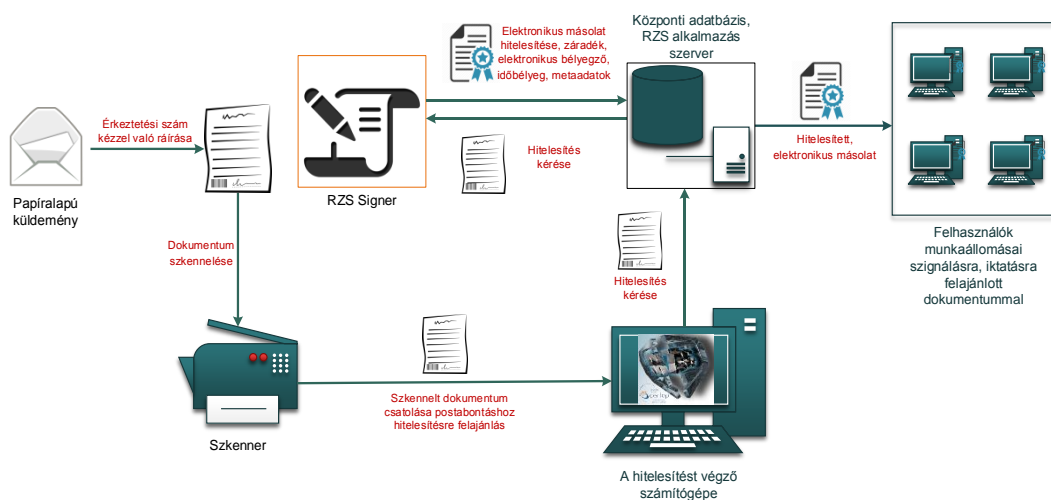 Elektronikus másolat
hitelesítése, záradék,
elektronikus bélyegző,
időbélyeg, metaadatok
Központi adatbázis,
RZS alkalmazás
szerver
Érkeztetési szám
kézzel való ráírása
Hitelesítés
kérése
Hitelesített,
elektronikus másolat
Papíralapú
küldemény
RZS Signer
Dokumentum
szkennelése
Hitelesítés
kérése
Felhasználók
munkaállomásai
szignálásra, iktatásra
felajánlott
dokumentummal
Szkennelt dokumentum
csatolása postabontáshoz
hitelesítésre felajánlás
Szkenner
A hitelesítést végző
számítógépe